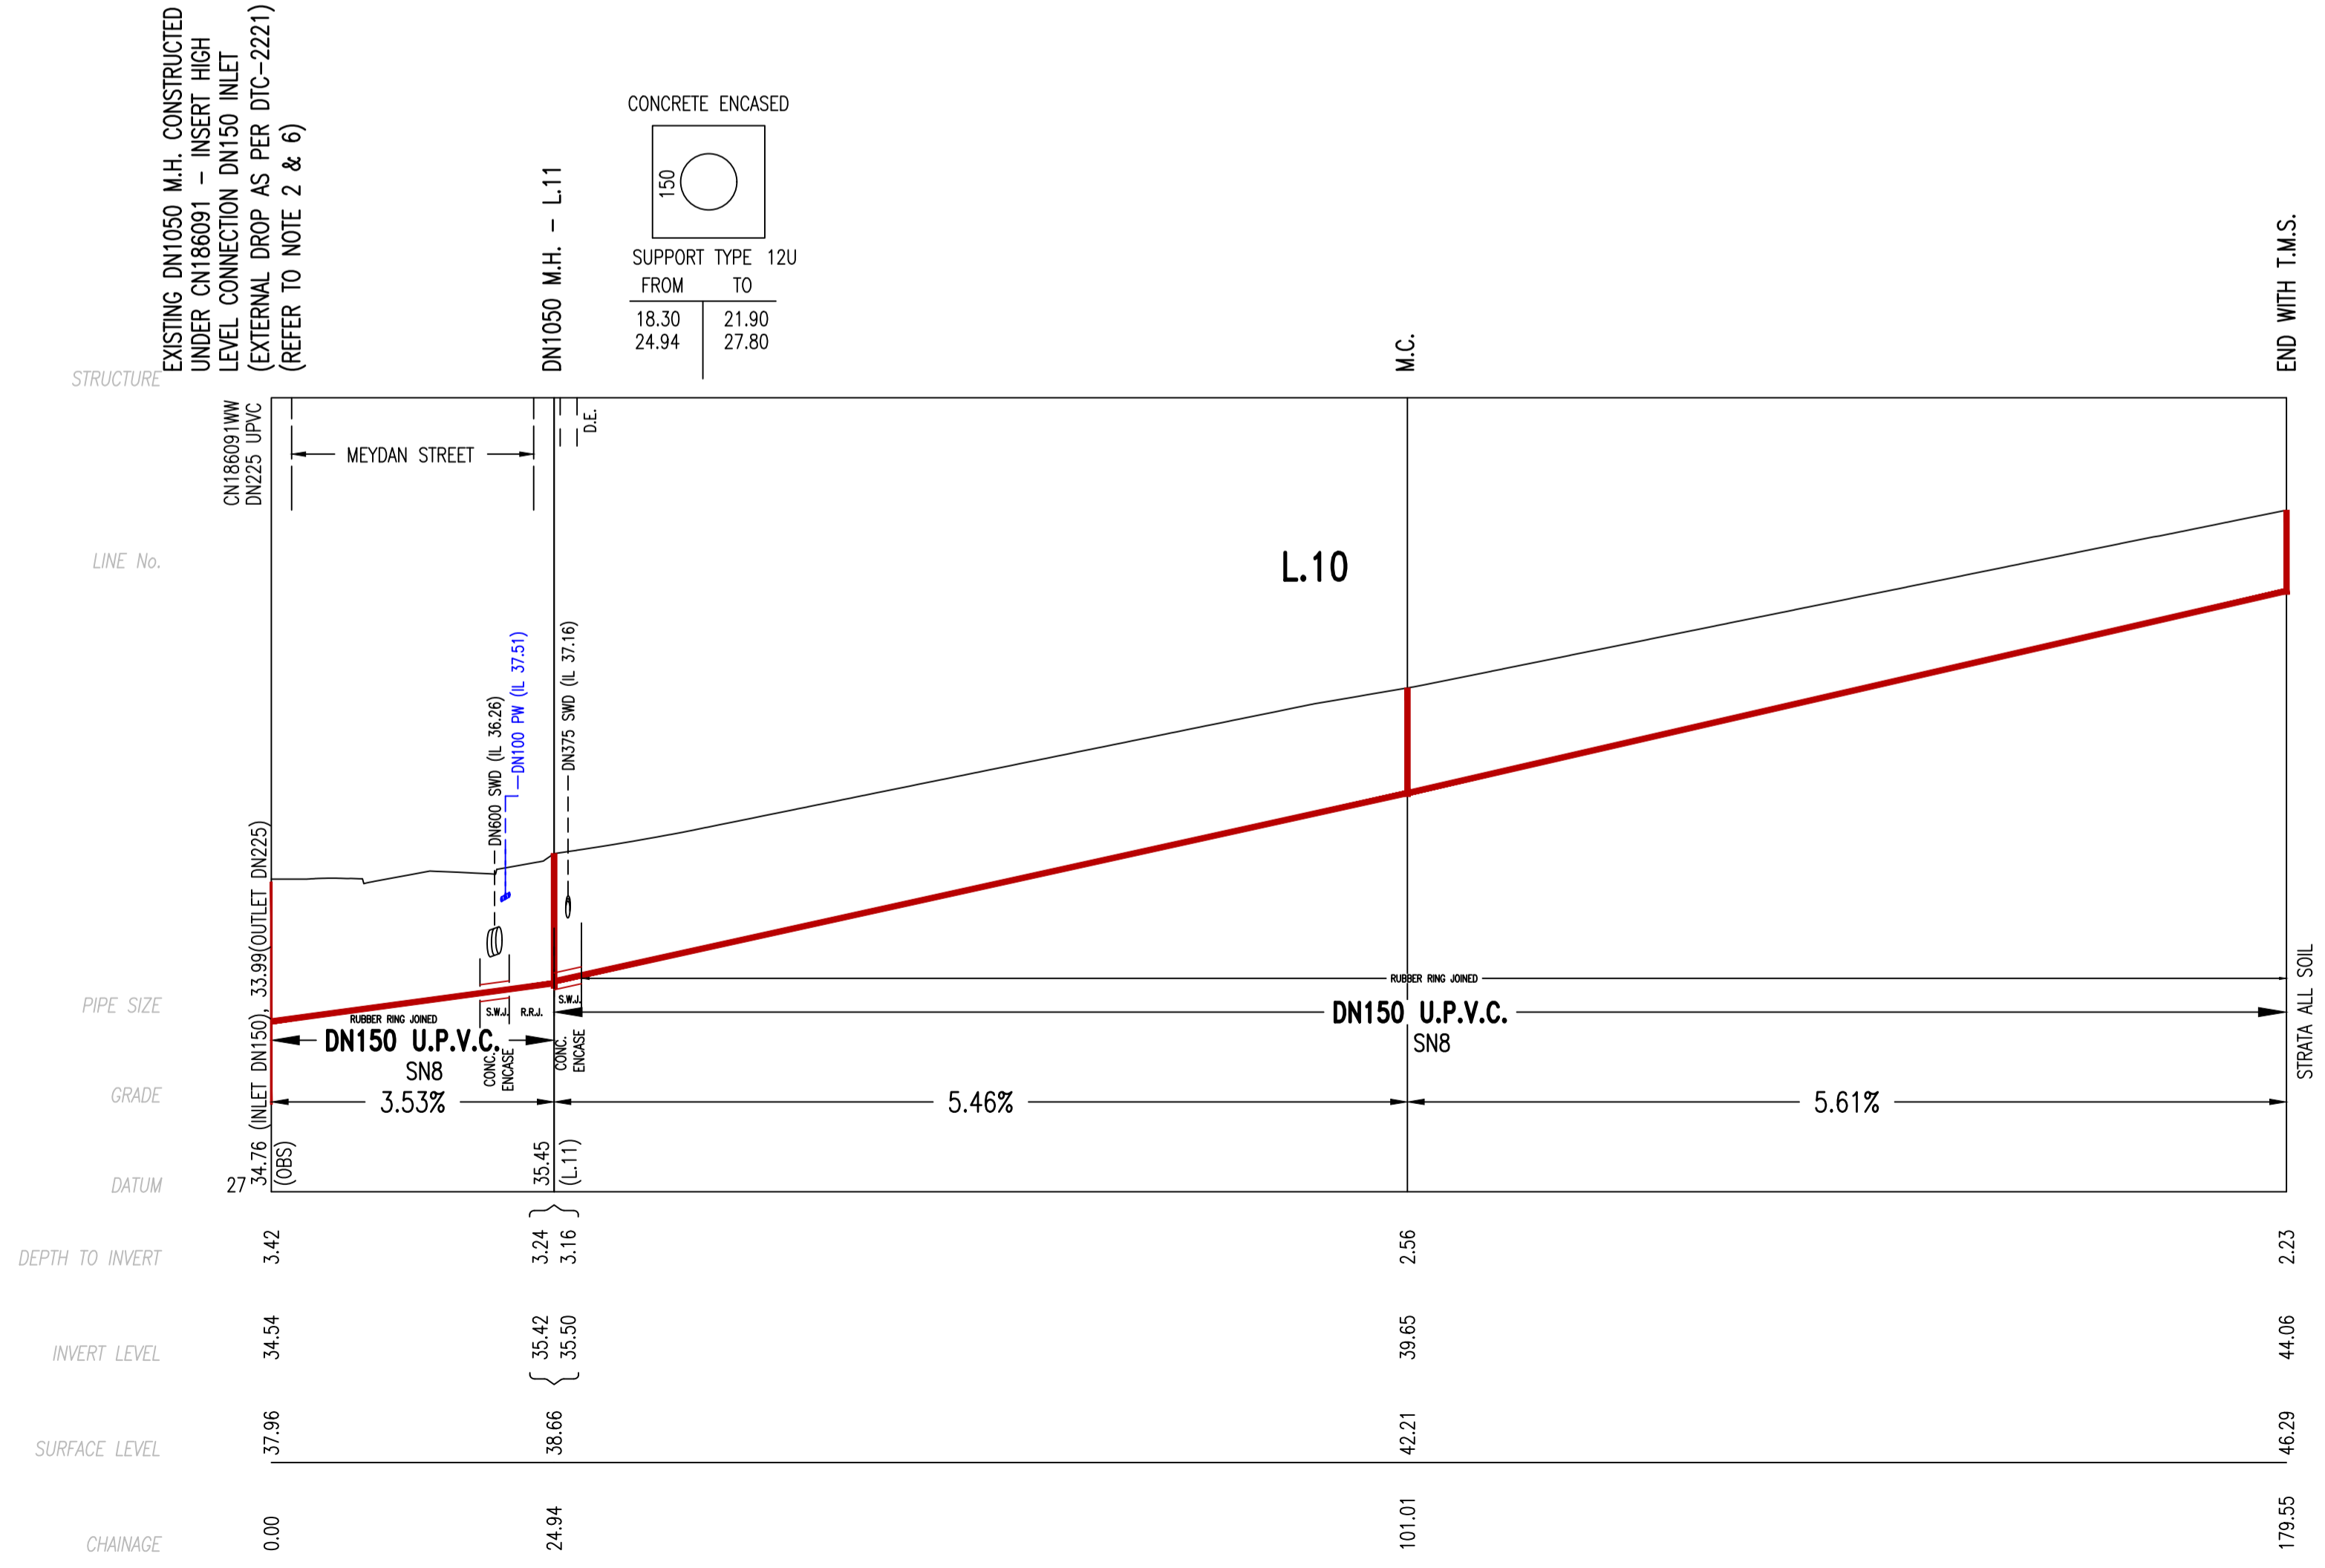 EXISTING DN1050 M.H. CONSTRUCTED
UNDER CN186091 - INSERT HIGH
LEVEL CONNECTION DN150 INLET
(EXTERNAL DROP AS PER DTC-2221)
(REFER TO NOTE 2 & 6)
DN1050 M.H. - L.11
CONCRETE ENCASED
150
SUPPORT TYPE 12U
FROM TO
18.30 21.90
24.94 27.80
M.C.
END WITH T.M.S.
STRUCTURE
CN186091WW
DN225 UPVC
MEYDAN STREET
D.E.
LINE No.
L.10
DN600 SWD (IL 36.26)
DN100 PW (IL 37.51)
DN375 SWD (IL 37.16)
PIPE SIZE
RUBBER RING JOINED
S.W.J.
R.R.J.
S.W.J.
RUBBER RING JOINED
DN150 U.P.V.C.
SN8
DN150 U.P.V.C.
SN8
CONC.
ENCASE
CONC.
ENCASE
STRATA ALL SOIL
GRADE
3.53%
5.46%
5.61%
34.76 (INLET DN150), 33.99(OUTLET DN225)
(OBS)
35.45
(L.11)
DATUM
27
DEPTH TO INVERT
3.42
3.24
3.16
2.56
2.23
INVERT LEVEL
34.54
35.42
35.50
39.65
44.06
SURFACE LEVEL
37.96
38.66
42.21
46.29
CHAINAGE
0.00
24.94
101.01
179.55